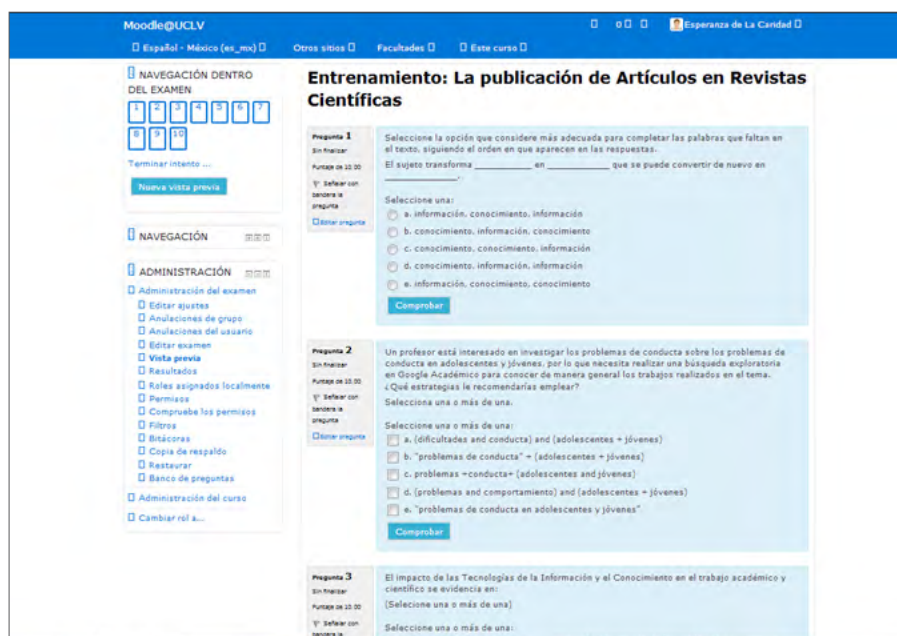 Moodle@UCLV
0
Esperanza de La Caridad
Español - México (es_mx)
Otros sitios
Facultades
Este curso
NAVEGACIÓN DENTRO
DEL EXAMEN
1 2 3 4 5 6 7
8 9 10
Terminar intento ...
Nueva vista previa
NAVEGACIÓN
ADMINISTRACIÓN
Administración del examen
Editar ajustes
Anulaciones de grupo
Anulaciones del usuario
Editar examen
Vista previa
Resultados
Roles asignados localmente
Permisos
Compruebe los permisos
Filtros
Bitácoras
Copia de respaldo
Restaurar
Banco de preguntas
Administración del curso
Cambiar rol a...
Entrenamiento: La publicación de Artículos en Revistas
Científicas
Pregunta 1
Sin finalizar
Puntaje de 10.00
Señalar con
bandera la
pregunta
Editar pregunta
Seleccione la opción que considere más adecuada para completar las palabras que faltan en
el texto, siguiendo el orden en que aparecen en las respuestas.
El sujeto transforma ___________ en ___________ que se puede convertir de nuevo en
______________.
Seleccione una:
a. información, conocimiento, información
b. conocimiento, información, conocimiento
c. conocimiento, conocimiento, información
d. conocimiento, información, información
e. información, conocimiento, conocimiento
Comprobar
Pregunta 2
Sin finalizar
Puntaje de 10.00
Señalar con
bandera la
pregunta
Editar pregunta
Un profesor está interesado en investigar los problemas de conducta sobre los problemas de
conducta en adolescentes y jóvenes, por lo que necesita realizar una búsqueda exploratoria
en Google Académico para conocer de manera general los trabajos realizados en el tema.
¿Qué estrategias le recomendarías emplear?
Selecciona una o más de una.
Seleccione una o más de una:
a. (dificultades and conducta) and (adolescentes + jóvenes)
b. "problemas de conducta" + (adolescentes + jóvenes)
c. problemas +conducta+ (adolescentes and jóvenes)
d. (problemas and comportamiento) and (adolescentes + jóvenes)
e. "problemas de conducta en adolescentes y jóvenes"
Comprobar
Pregunta 3
Sin finalizar
Puntaje de 10.00
Señalar con
bandera la
El impacto de las Tecnologías de la Información y el Conocimiento en el trabajo académico y
científico se evidencia en:
(Selecione una o más de una)
Seleccione una o más de una: